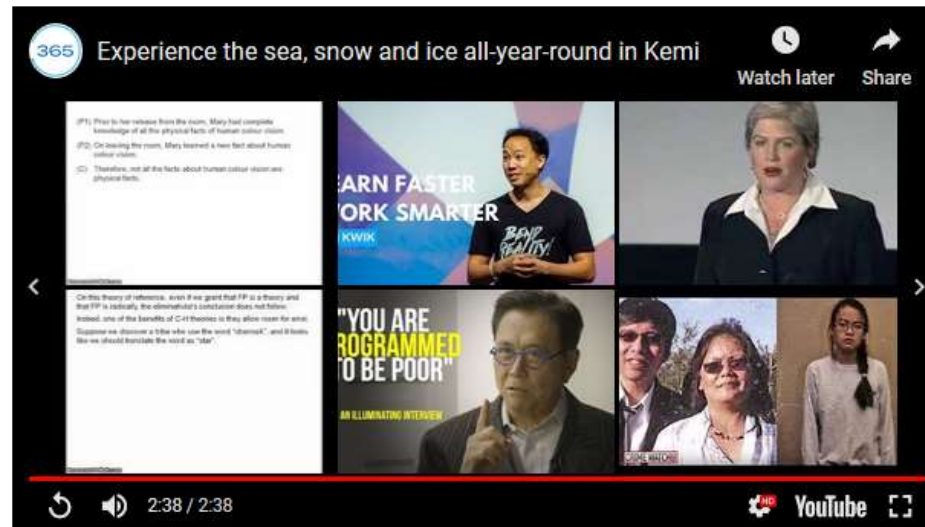 365
Experience the sea, snow and ice all-year-round in Kemi
Watch later
Share
(P1) Prior to her release from the room, Mary had complete
knowledge of all the physical facts of human colour vision.
(P2) On leaving the room, Mary learned a new fact about human
colour vision.
(C) Therefore, not all the facts about human colour vision are
physical facts.
EARN FASTER
ORK SMARTER
KWIK
BEND
REALITY!
On this theory of reference, even if we grant that FP is a theory and
that FP is radically, the eliminativist's conclusion does not follow.
Indeed, one of the benefits of C-H theories is they allow room for error.
Suppose we discover a tribe who use the word "and it looks
like we should translate the word as "star".
"YOU ARE
ROGRAMMED
TO BE POOR"
AN ILLUMINATING INTERVIEW
CRIME WATCH
2:38 / 2:38
HD
YouTube